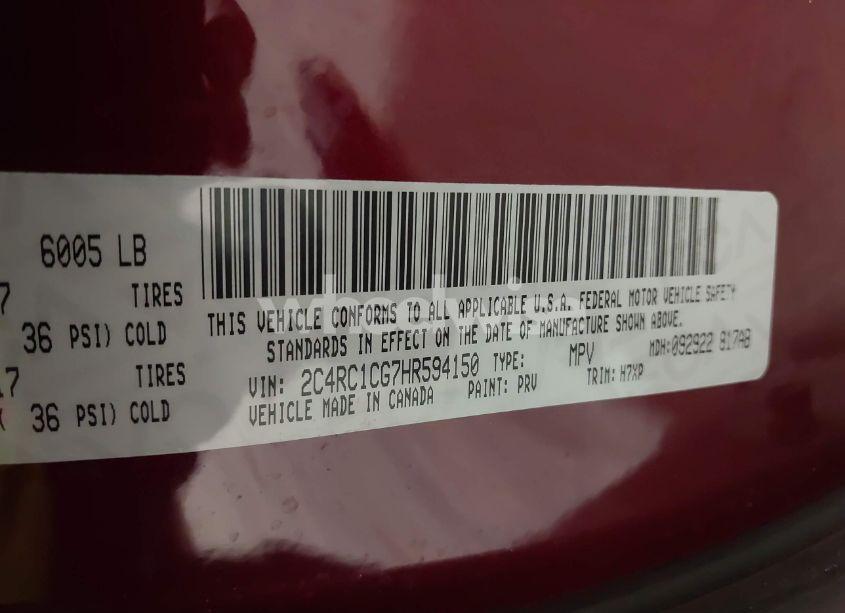 6005 LB
7 TIRES
36 PSI) COLD
17 TIRES
36 PSI) COLD
THIS VEHICLE CONFORMS TO ALL APPLICABLE U.S.A. FEDERAL MOTOR VEHICLE SAFETY
STANDARDS IN EFFECT ON THE DATE OF MANUFACTURE SHOWN ABOVE.
VIN: 2C4RC1CG7HR594150 TYPE: MPV MDH:092922 817AB
VEHICLE MADE IN CANADA PAINT: PRV TRIM: H7XP